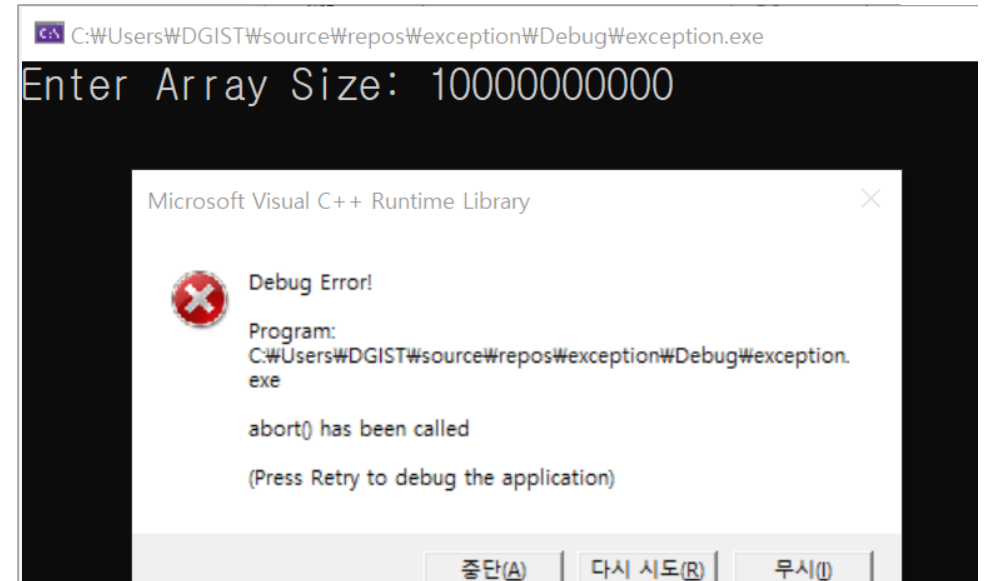 C:₩Users₩DGIST₩source₩repos₩exception₩Debug₩exception.exe
Enter Array Size: 10000000000
Microsoft Visual C++ Runtime Library
Debug Error!
Program:
C:₩Users₩DGIST₩source₩repos₩exception₩Debug₩exception.
exe
abort() has been called
(Press Retry to debug the application)
중단(A) 다시 시도(R) 무시(I)